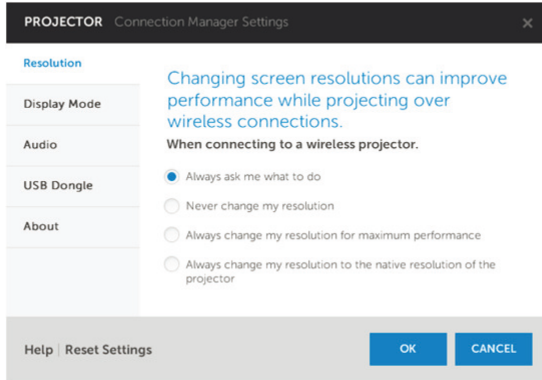 PROJECTOR Connection Manager Settings ×
Resolution
Display Mode
Audio
USB Dongle
About
Changing screen resolutions can improve
performance while projecting over
wireless connections.
When connecting to a wireless projector.
Always ask me what to do
Never change my resolution
Always change my resolution for maximum performance
Always change my resolution to the native resolution of the
projector
Help | Reset Settings
OK
CANCEL